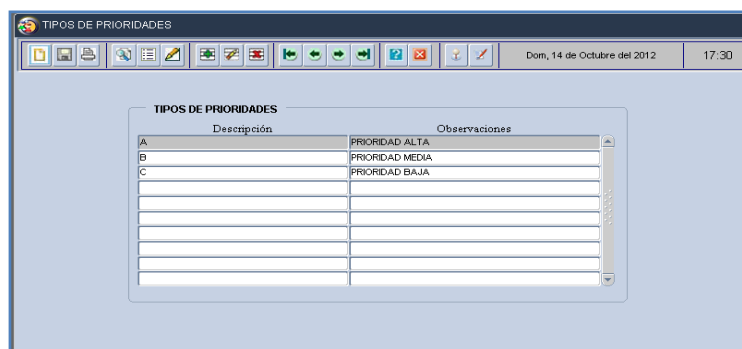 TIPOS DE PRIORIDADES
Dom, 14 de Octubre del 2012 17:30
TIPOS DE PRIORIDADES
Descripción Observaciones
A PRIORIDAD ALTA
B PRIORIDAD MEDIA
C PRIORIDAD BAJA